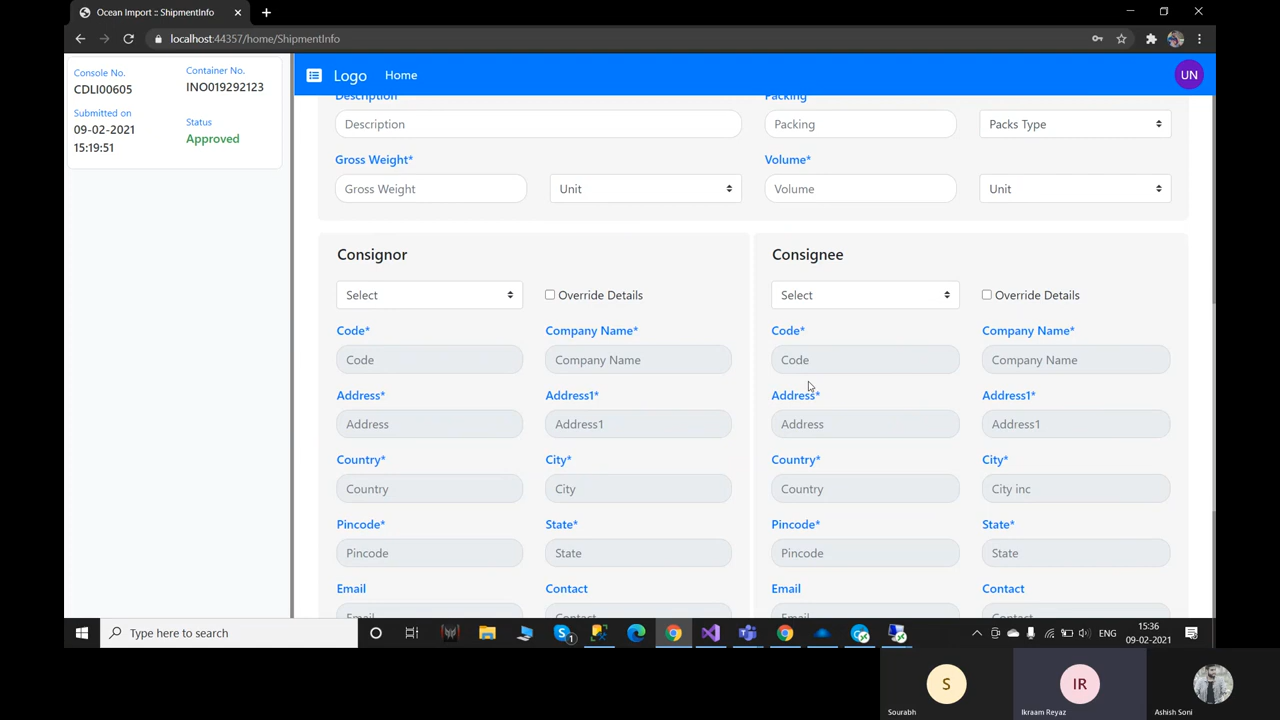 Ocean Import :: ShipmentInfo
localhost:44357/home/ShipmentInfo
Console No.
CDLI00605
Container No.
INO019292123
Submitted on
09-02-2021
15:19:51
Status
Approved
Logo
Home
UN
Description
Packing
Description
Packing
Packs Type
Gross Weight*
Volume*
Gross Weight
Unit
Volume
Unit
Consignor
Select
Override Details
Code*
Company Name*
Code
Company Name
Address*
Address1*
Address
Address1
Country*
City*
Country
City
Pincode*
State*
Pincode
State
Email
Contact
Email
Contact
Consignee
Select
Override Details
Code*
Company Name*
Code
Company Name
Address*
Address1*
Address
Address1
Country*
City*
Country
City inc
Pincode*
State*
Pincode
State
Email
Contact
Email
Contact
Type here to search
1
ENG
15:36
09-02-2021
S
Sourabh
IR
Ikraam Reyaz
Ashish Soni